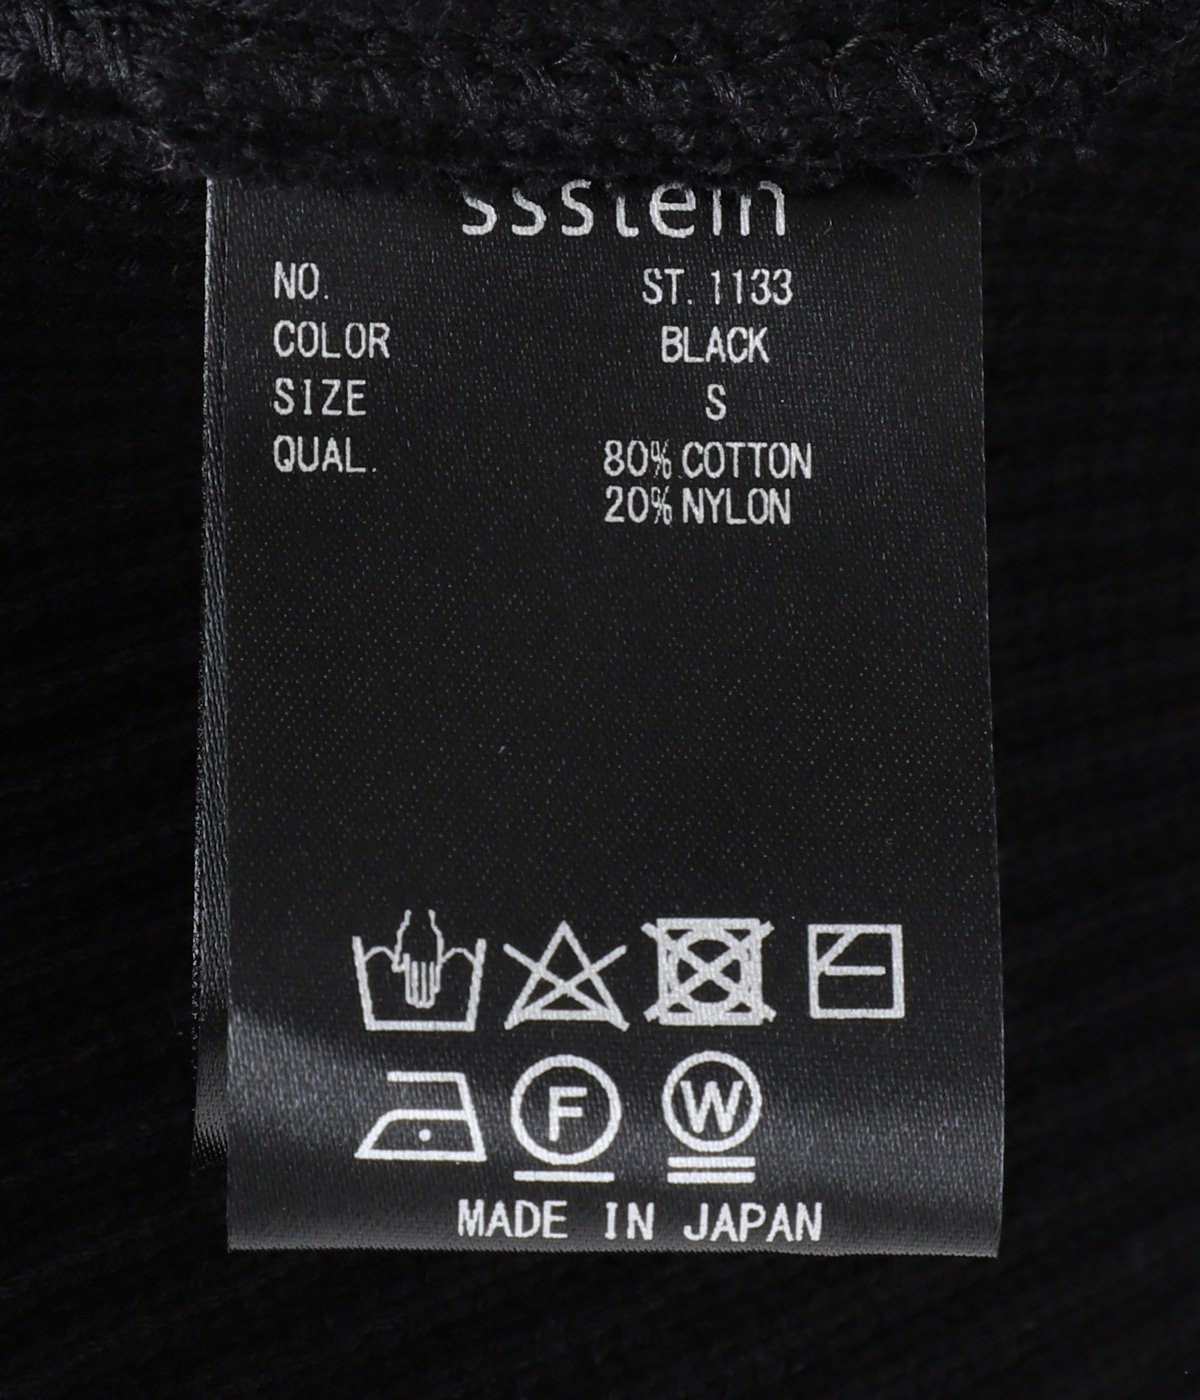 ssstein
NO. ST. 1133
COLOR BLACK
SIZE S
QUAL. 80% COTTON
20% NYLON
F W
MADE IN JAPAN